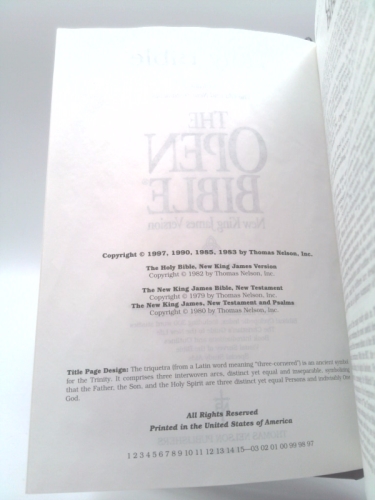 THE
OPEN
BIBLE
New King James Version
Copyright © 1997, 1990, 1985, 1983 by Thomas Nelson, Inc.
The Holy Bible, New King James Version
Copyright © 1982 by Thomas Nelson, Inc.
The New King James Bible, New Testament
Copyright © 1979 by Thomas Nelson, Inc.
The New King James, New Testament and Psalms
Copyright © 1980 by Thomas Nelson, Inc.
Title Page Design: The triquetra (from a Latin word meaning "three-cornered") is an ancient
for the Trinity. It comprises three interwoven arcs, distinct yet equal and inseparable, symbolizing
that the Father, the Son, and the Holy Spirit are three distinct yet equal Persons and indivisibly One
God.
All Rights Reserved
Printed in the United States of America
THOMAS NELSON PUBLISHERS
1 2 3 4 5 6 7 8 9 10 11 12 13 14 15—03 02 01 00 99 98 97